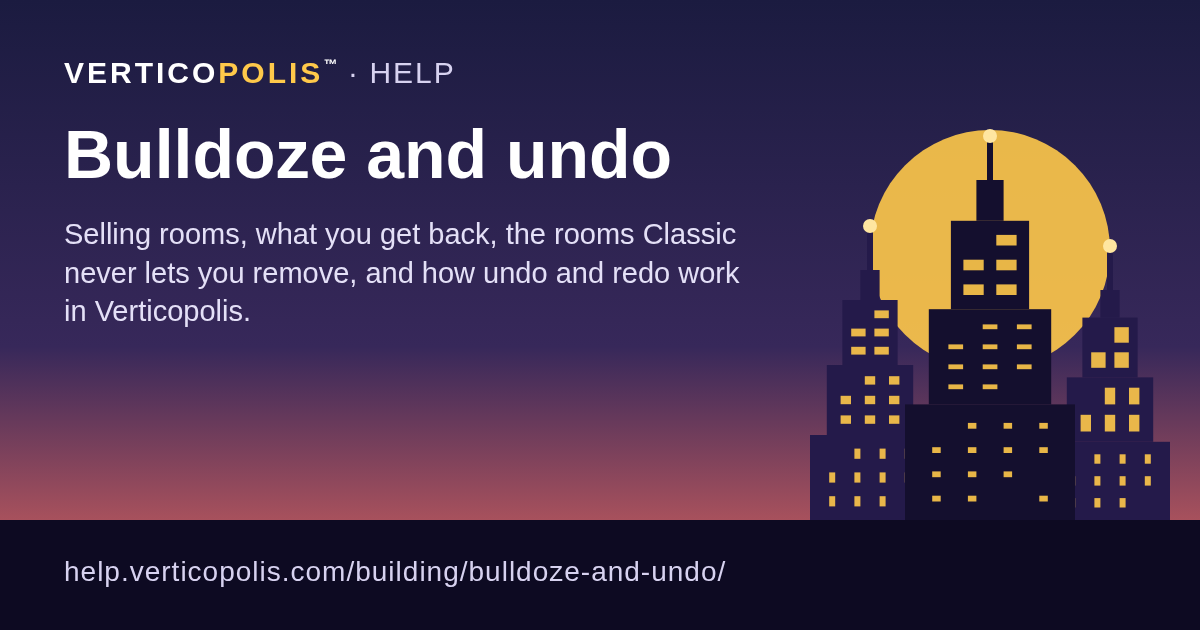 VERTICOPOLIS™ · HELP
Bulldoze and undo
Selling rooms, what you get back, the rooms Classic
never lets you remove, and how undo and redo work
in Verticopolis.
help.verticopolis.com/building/bulldoze-and-undo/